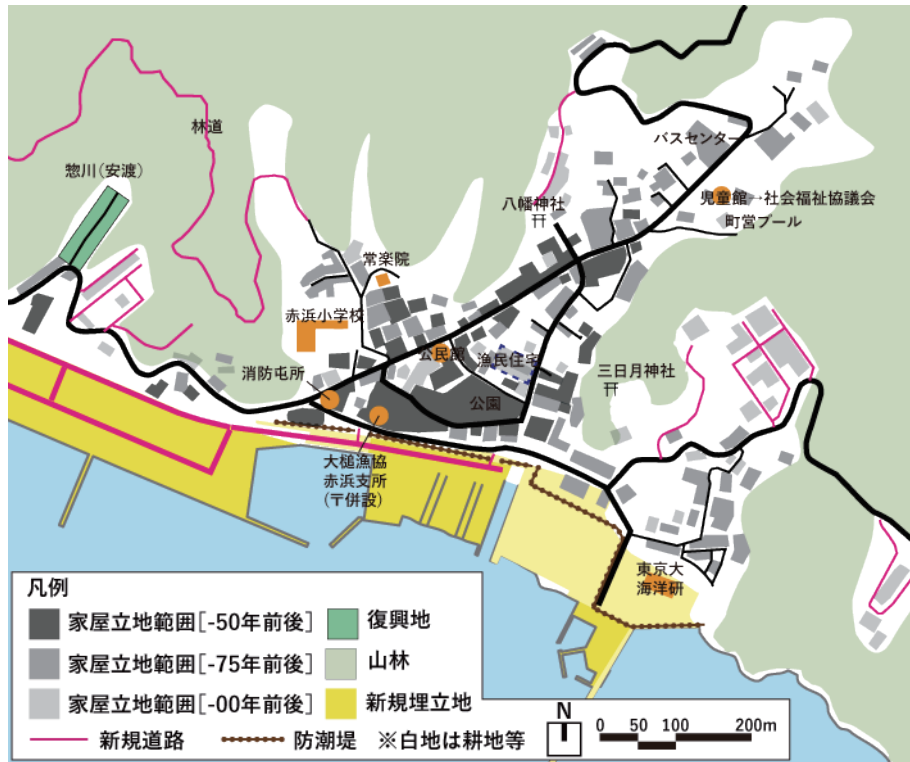 林道
バスセンター
惣川(安渡)
児童館→社会福祉協議会
町営プール
八幡神社
常楽院
赤浜小学校
公民館
漁民住宅
三日月神社
消防屯所
公園
大槌漁協
赤浜支所
(〒併設)
東京大
海洋研
凡例
家屋立地範囲[-50年前後]
復興地
家屋立地範囲[-75年前後]
山林
家屋立地範囲[-00年前後]
新規埋立地
新規道路
防潮堤
※白地は耕地等
N
0 50 100 200m